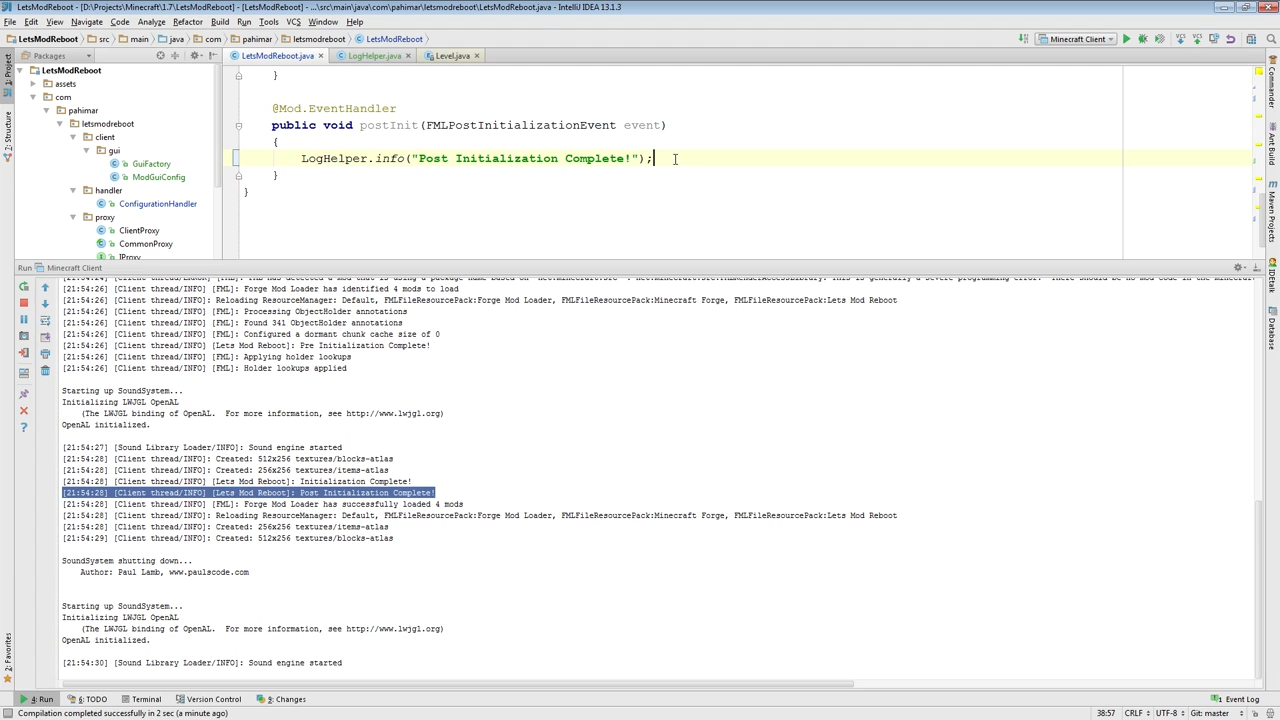 LetsModReboot - [D:\Projects\Minecraft\1.7\LetsModReboot] - [LetsModReboot] - ...\src\main\java\com\pahimar\letsmodreboot\LetsModReboot.java - IntelliJ IDEA 13.1.3
File Edit View Navigate Code Analyze Refactor Build Run Tools VCS Window Help
LetsModReboot src main java com pahimar letsmodreboot LetsModReboot Minecraft Client
Packages LetsModReboot.java LogHelper.java Level.java
1: Project
Structure
LetsModReboot
assets
com
pahimar
letsmodreboot
client
gui
GuiFactory
ModGuiConfig
handler
ConfigurationHandler
proxy
ClientProxy
CommonProxy
IProxy
}
@Mod.EventHandler
public void postInit(FMLPostInitializationEvent event)
{
LogHelper.info("Post Initialization Complete!");
}
}
Commander
Ant Build
Maven Projects
IDEtalk
Database
Run Minecraft Client
[21:54:26] [Client thread/INFO] [FML]: Forge Mod Loader has identified 4 mods to load
[21:54:26] [Client thread/INFO]: Reloading ResourceManager: Default, FMLFileResourcePack:Forge Mod Loader, FMLFileResourcePack:Minecraft Forge, FMLFileResourcePack:Lets Mod Reboot
[21:54:26] [Client thread/INFO] [FML]: Processing ObjectHolder annotations
[21:54:26] [Client thread/INFO] [FML]: Found 341 ObjectHolder annotations
[21:54:26] [Client thread/INFO] [FML]: Configured a dormant chunk cache size of 0
[21:54:26] [Client thread/INFO] [Lets Mod Reboot]: Pre Initialization Complete!
[21:54:26] [Client thread/INFO] [FML]: Applying holder lookups
[21:54:26] [Client thread/INFO] [FML]: Holder lookups applied
Starting up SoundSystem...
Initializing LWJGL OpenAL
(The LWJGL binding of OpenAL. For more information, see http://www.lwjgl.org)
OpenAL initialized.
[21:54:27] [Sound Library Loader/INFO]: Sound engine started
[21:54:28] [Client thread/INFO]: Created: 512x256 textures/blocks-atlas
[21:54:28] [Client thread/INFO]: Created: 256x256 textures/items-atlas
[21:54:28] [Client thread/INFO] [Lets Mod Reboot]: Initialization Complete!
[21:54:28] [Client thread/INFO] [Lets Mod Reboot]: Post Initialization Complete!
[21:54:28] [Client thread/INFO] [FML]: Forge Mod Loader has successfully loaded 4 mods
[21:54:28] [Client thread/INFO]: Reloading ResourceManager: Default, FMLFileResourcePack:Forge Mod Loader, FMLFileResourcePack:Minecraft Forge, FMLFileResourcePack:Lets Mod Reboot
[21:54:28] [Client thread/INFO]: Created: 256x256 textures/items-atlas
[21:54:29] [Client thread/INFO]: Created: 512x256 textures/blocks-atlas
SoundSystem shutting down...
Author: Paul Lamb, www.paulscode.com
Starting up SoundSystem...
Initializing LWJGL OpenAL
(The LWJGL binding of OpenAL. For more information, see http://www.lwjgl.org)
OpenAL initialized.
[21:54:30] [Sound Library Loader/INFO]: Sound engine started
2: Favorites
4: Run 6: TODO Terminal Version Control 9: Changes Event Log
Compilation completed successfully in 2 sec (a minute ago) 38:57 CRLF UTF-8 Git: master